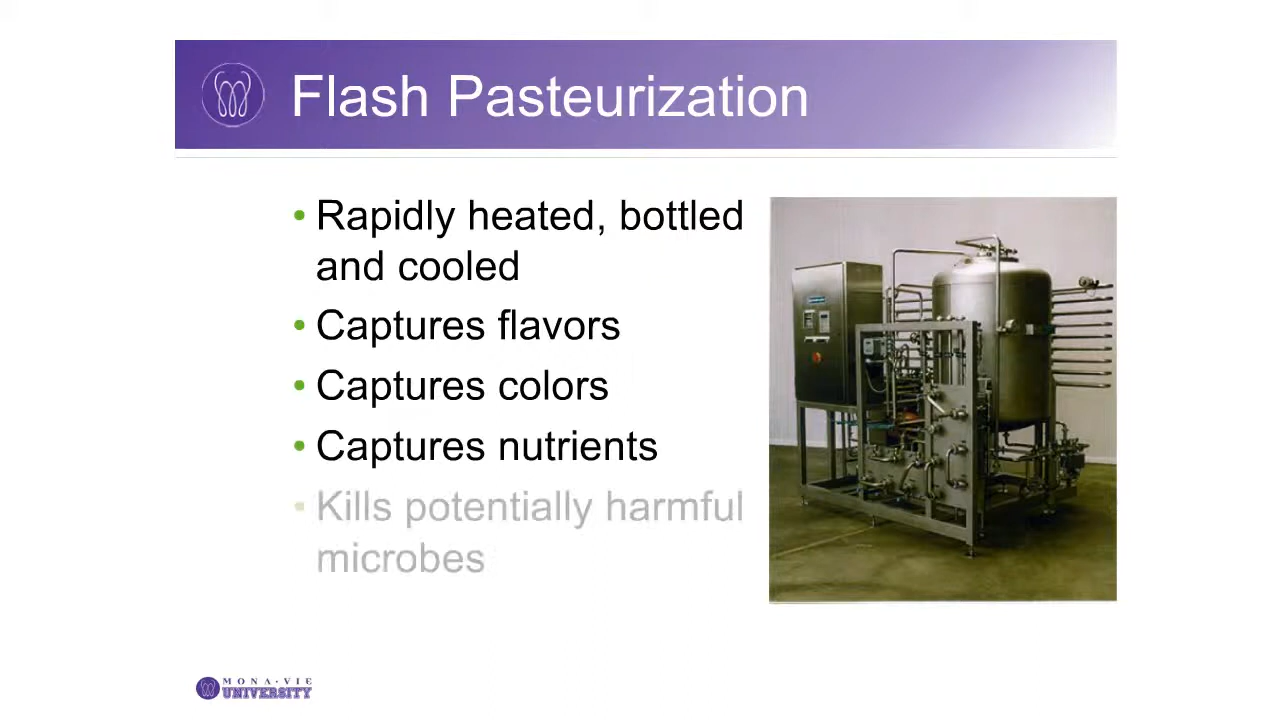 Flash Pasteurization
• Rapidly heated, bottled
and cooled
• Captures flavors
• Captures colors
• Captures nutrients
• Kills potentially harmful
microbes
MONA·VIE
UNIVERSITY